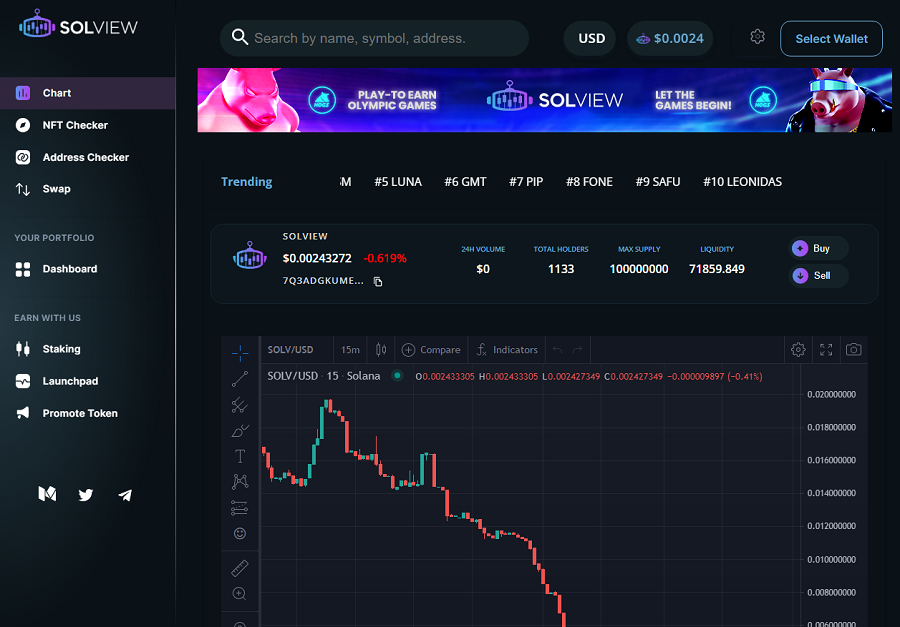 SOLVIEW
Search by name, symbol, address.
USD
$0.0024
Select Wallet
Chart
NFT Checker
Address Checker
Swap
YOUR PORTFOLIO
Dashboard
EARN WITH US
Staking
Launchpad
Promote Token
HOGZ
PLAY-TO EARN
OLYMPIC GAMES
SOLVIEW
LET THE
GAMES BEGIN!
HOGZ
Trending
#5 LUNA
#6 GMT
#7 PIP
#8 FONE
#9 SAFU
#10 LEONIDAS
SOLVIEW
$0.00243272 -0.619%
7Q3ADGKUME...
24H VOLUME
$0
TOTAL HOLDERS
1133
MAX SUPPLY
100000000
LIQUIDITY
71859.849
Buy
Sell
SOLV/USD
15m
Compare
Indicators
SOLV/USD · 15 · Solana
O0.002433305 H0.002433305 L0.002427349 C0.002427349 −0.000009897 (−0.41%)
0.020000000
0.018000000
0.016000000
0.014000000
0.012000000
0.010000000
0.008000000
0.006000000